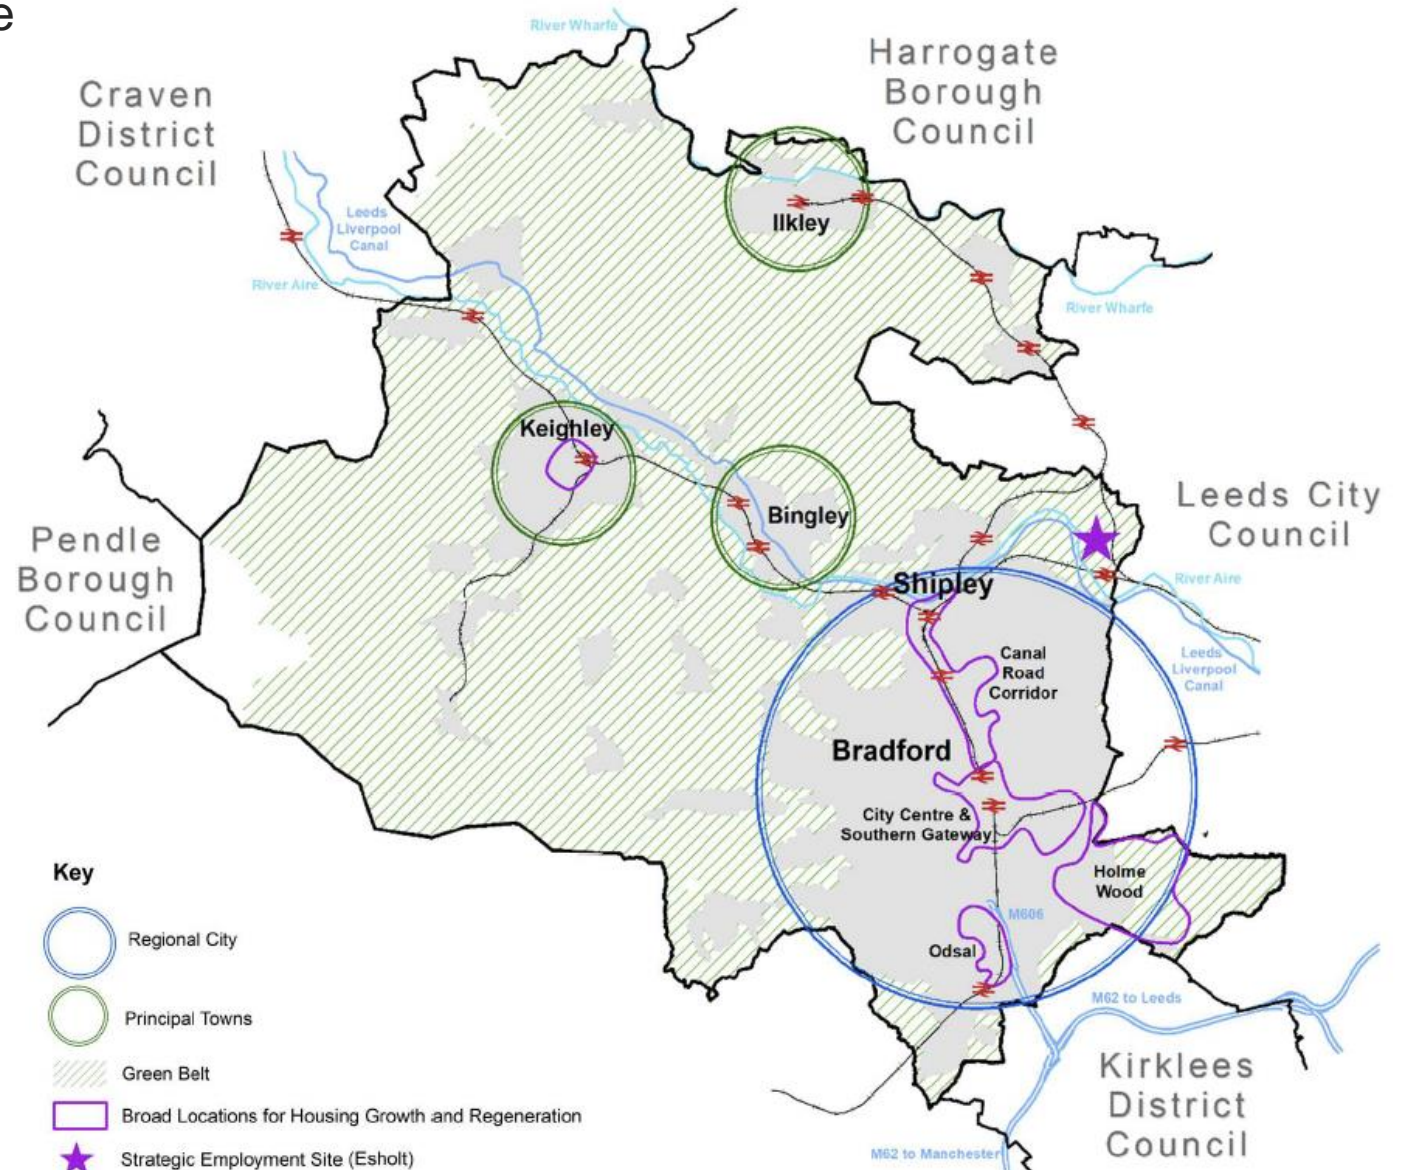 e
River Wharfe
Harrogate
Borough
Council
Craven
District
Council
Leeds
Liverpool
Canal
Ilkley
River Aire
River Wharfe
Keighley
Leeds City
Council
Bingley
Pendle
Borough
Council
Shipley
River Aire
Canal
Road
Corridor
Leeds
Liverpool
Canal
Bradford
City Centre &
Southern Gateway
Holme
Wood
M606
Odsal
M62 to Leeds
Kirklees
District
Council
M62 to Manchester
Key
Regional City
Principal Towns
Green Belt
Broad Locations for Housing Growth and Regeneration
Strategic Employment Site (Esholt)